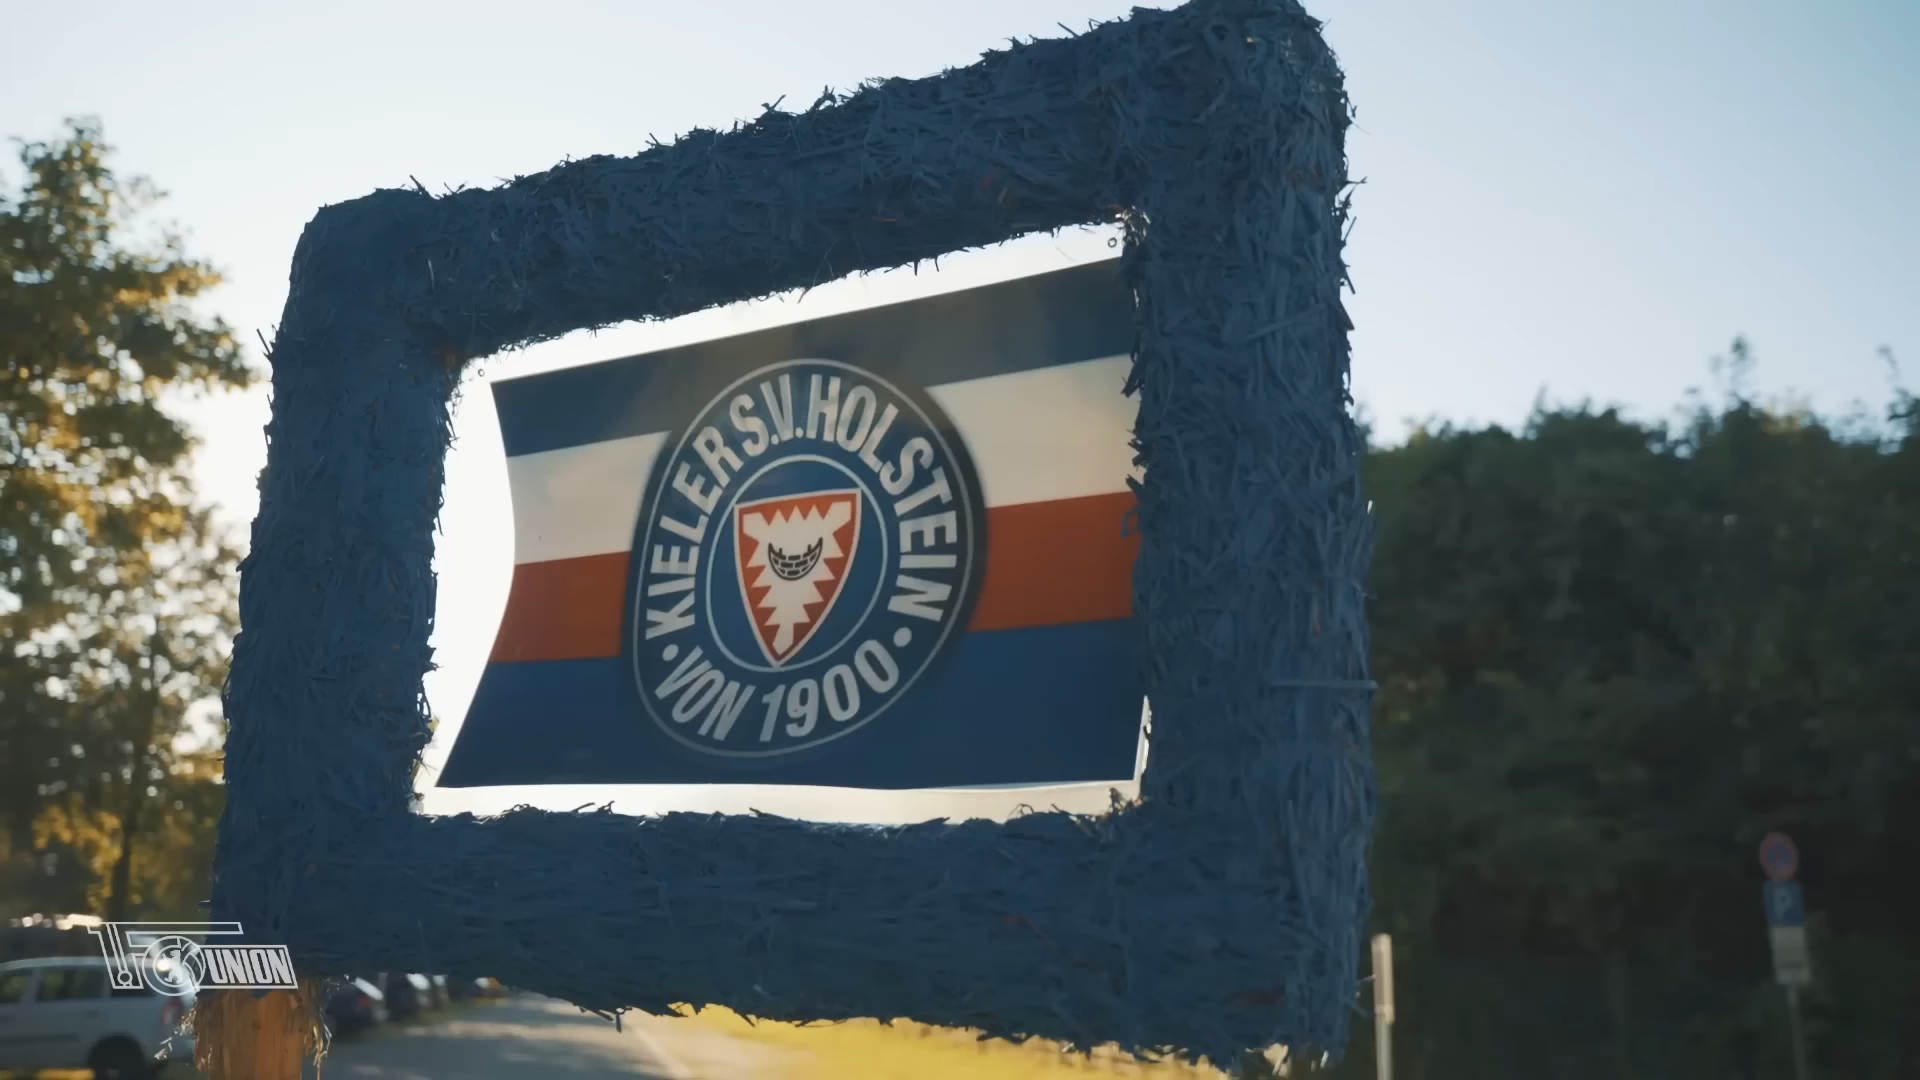 KIELER S.V. HOLSTEIN
• VON 1900 •
P
1.FC UNION